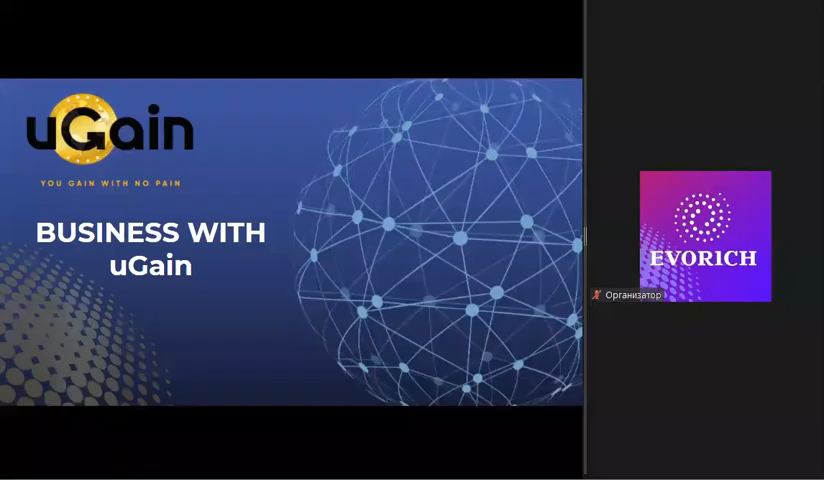 uGain
YOU GAIN WITH NO PAIN
BUSINESS WITH
uGain
EVORICH
Организатор